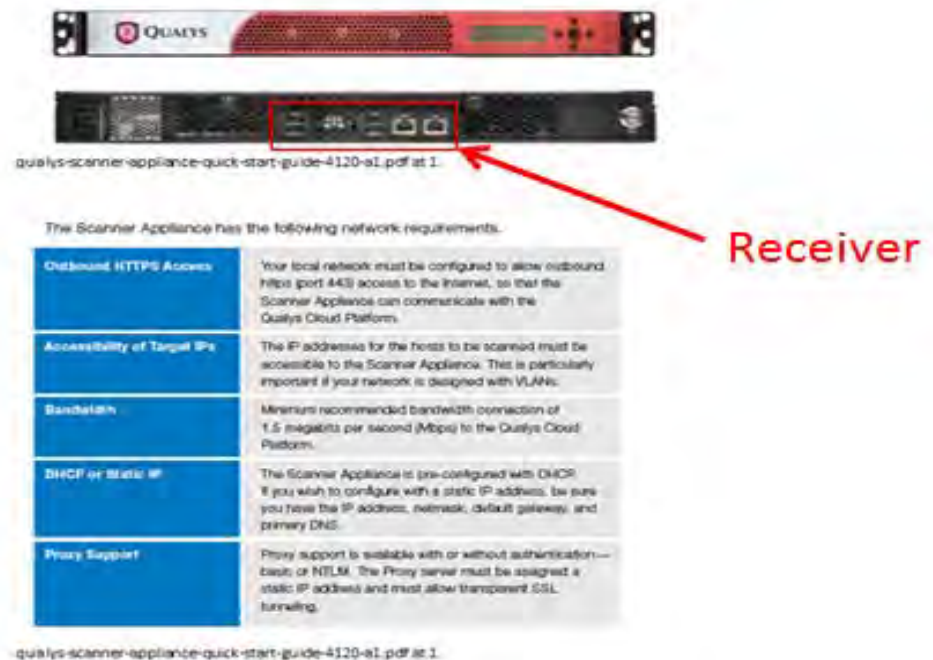 QUALYS
qualys-scanner-appliance-quick-start-guide-4120-a1.pdf at 1.
Receiver
The Scanner Appliance has the following network requirements.
Outbound HTTPS Access
Your local network must be configured to allow outbound
https (port 443) access to the Internet, so that the
Scanner Appliance can communicate with the
Qualys Cloud Platform.
Accessibility of Target IPs
The IP addresses for the hosts to be scanned must be
accessible to the Scanner Appliance. This is particularly
important if your network is designed with VLANs.
Bandwidth
Minimum recommended bandwidth connection of
1.5 megabits per second (Mbps) to the Qualys Cloud
Platform.
DHCP or Static IP
The Scanner Appliance is pre-configured with DHCP.
If you wish to configure with a static IP address, be sure
you have the IP address, netmask, default gateway, and
primary DNS.
Proxy Support
Proxy support is available with or without authentication—
basic or NTLM. The Proxy server must be assigned a
static IP address and must allow transparent SSL
tunneling.
qualys-scanner-appliance-quick-start-guide-4120-a1.pdf at 1.